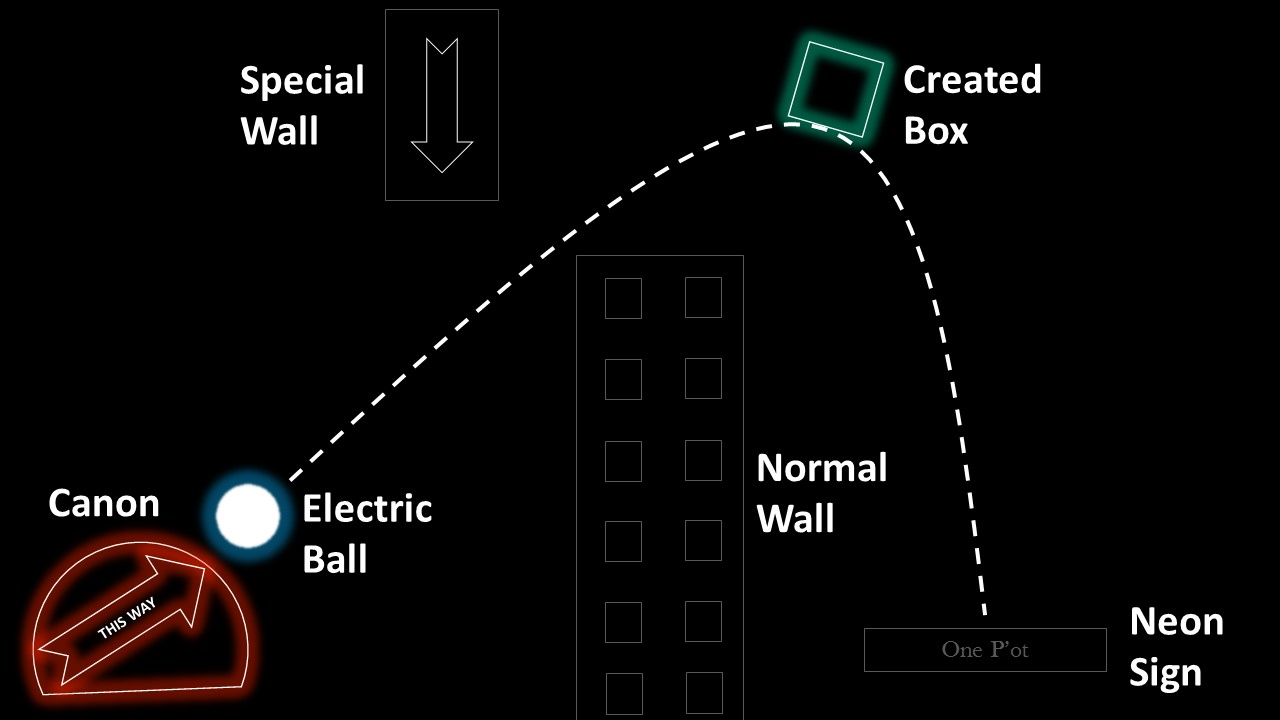 Special
Wall
Created
Box
Canon
Electric
Ball
THIS WAY
Normal
Wall
One P'ot
Neon
Sign